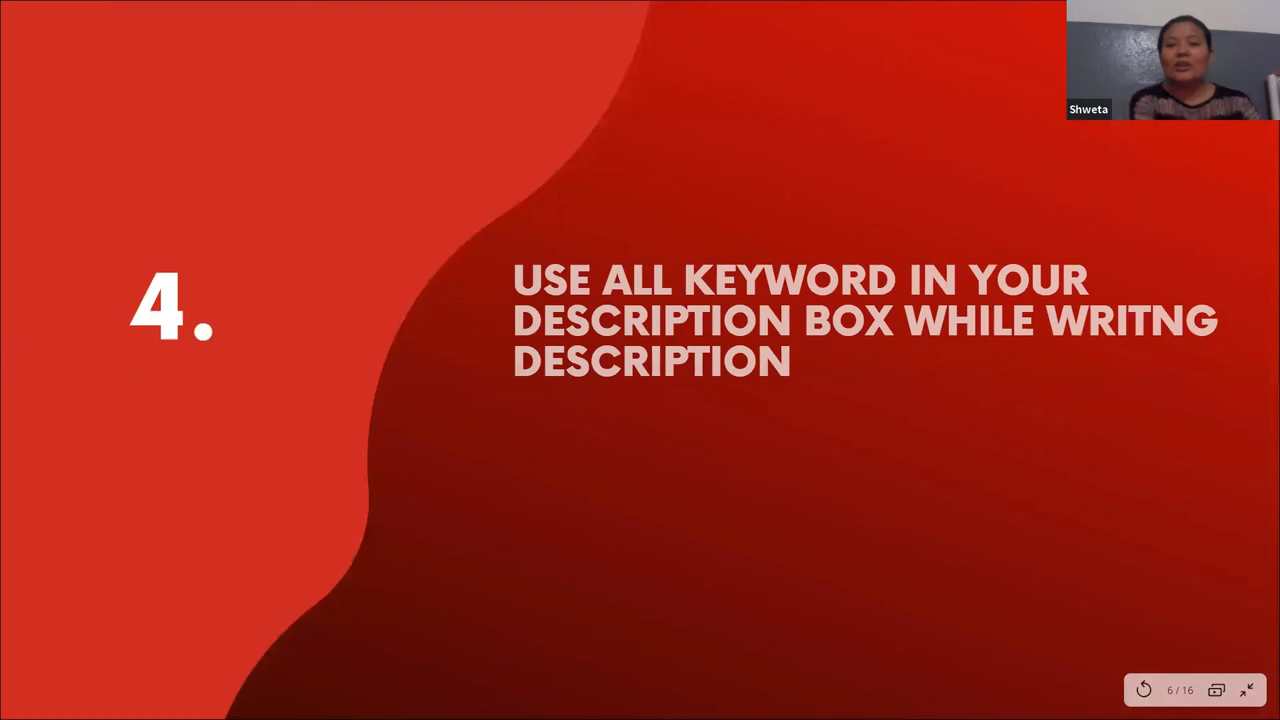 Shweta
4.
USE ALL KEYWORD IN YOUR
DESCRIPTION BOX WHILE WRITNG
DESCRIPTION
6 / 16